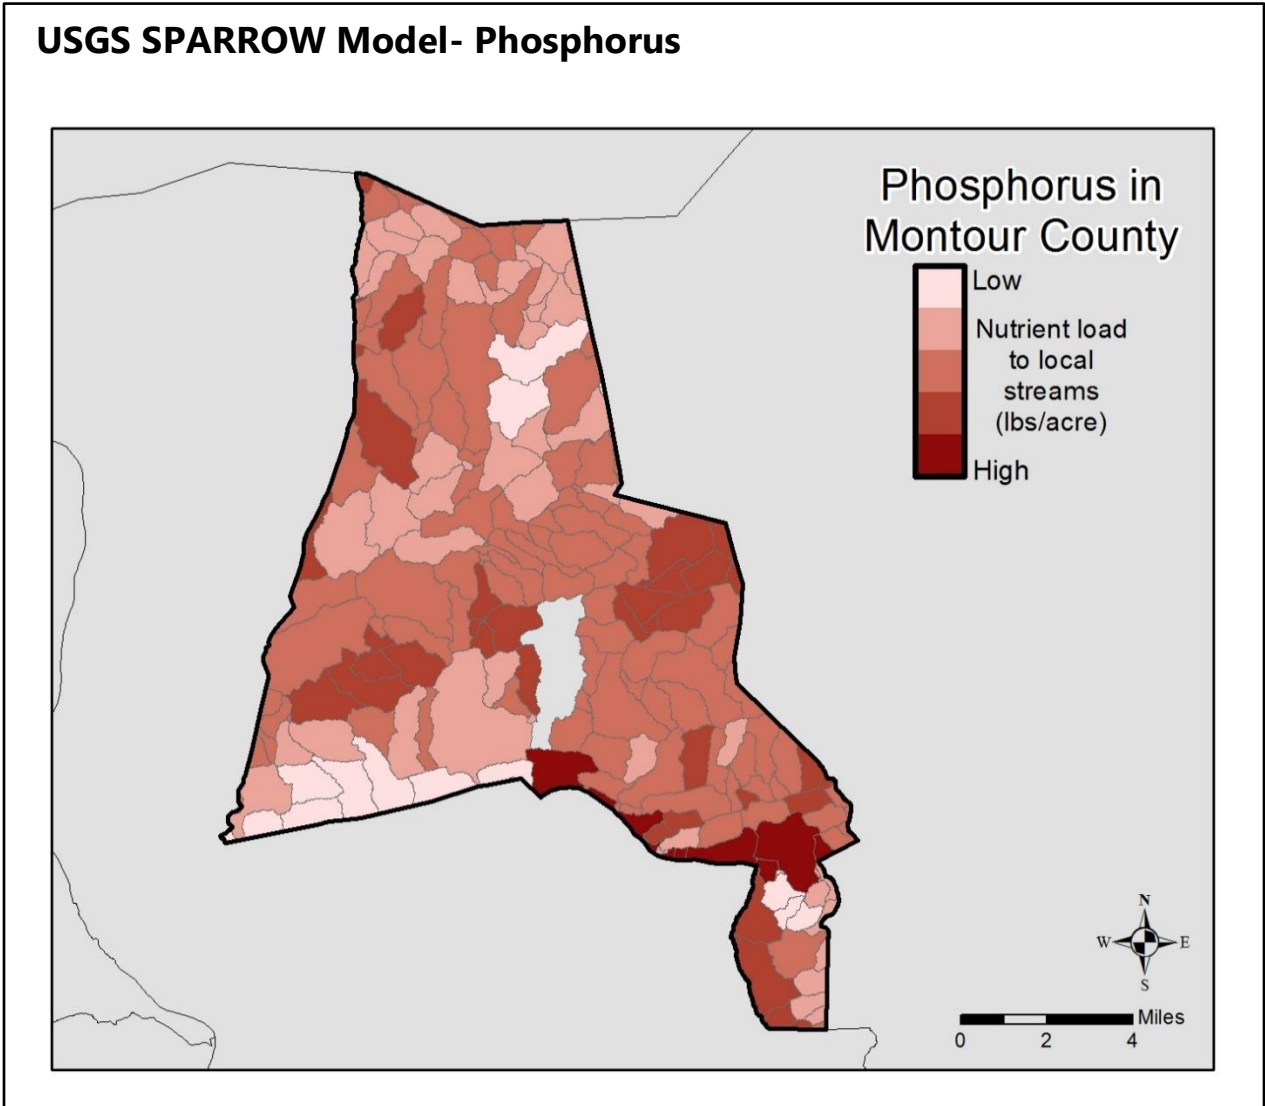 USGS SPARROW Model- Phosphorus
Phosphorus in
Montour County
Low
Nutrient load
to local
streams
(lbs/acre)
High
N
W E
S
Miles
0 2 4